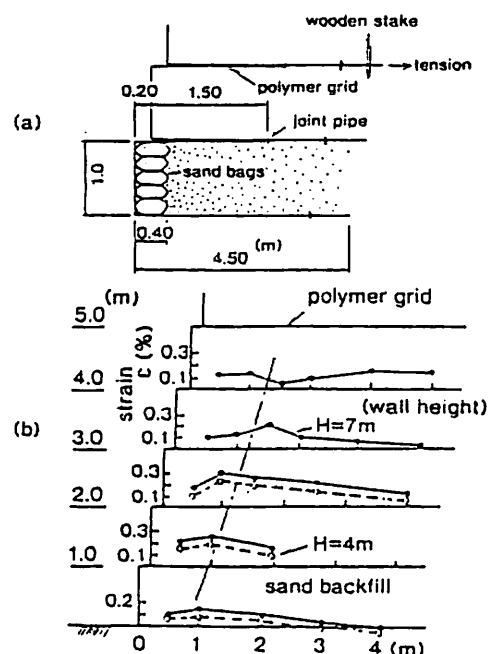 wooden stake
tension
polymer grid
0.20 1.50
joint pipe
(a)
1.0
sand bags
0.40 (m)
4.50
(m)
polymer grid
5.0
strain ε (%)
0.3
0.1
4.0
(wall height)
(b)
0.3
0.1
H=7m
3.0
0.3
0.1
2.0
0.3
0.1
H=4m
1.0
sand backfill
0.2
0 1 2 3 4 (m)